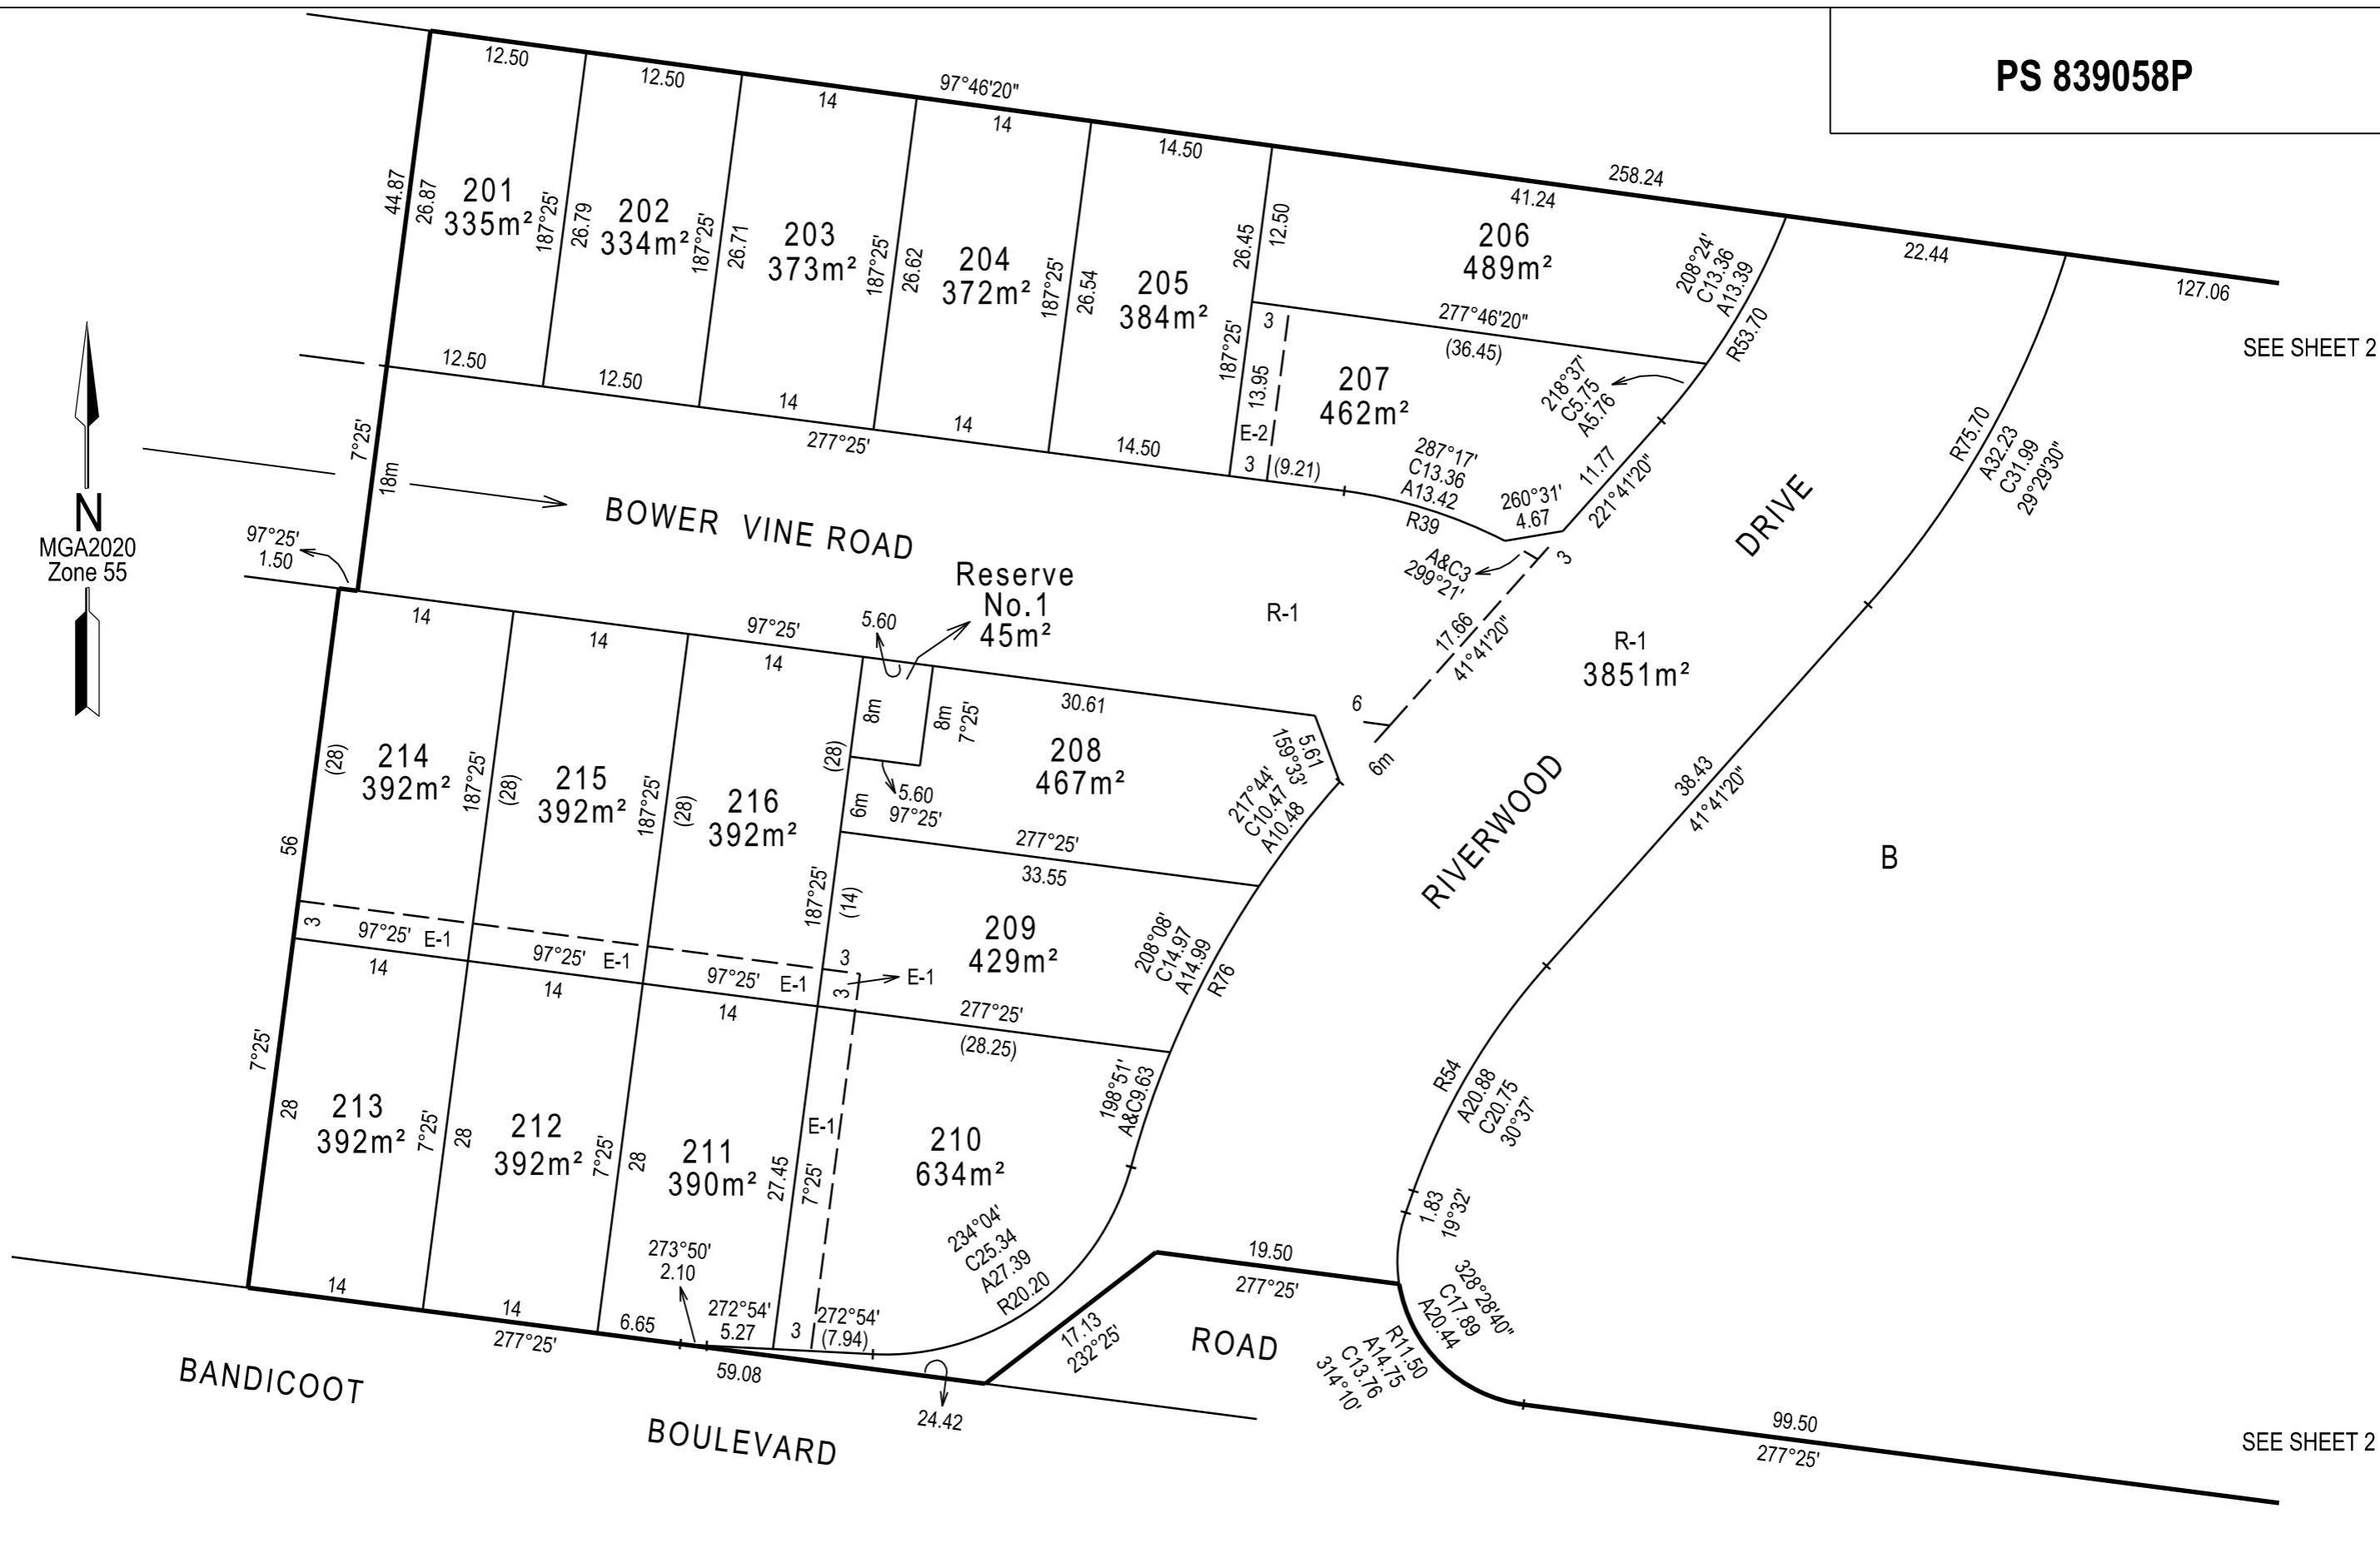 PS 839058P
12.50
12.50
14
97°46'20"
14
14.50
258.24
41.24
22.44
127.06
SEE SHEET 2
44.87
26.87
201
335m²
187°25'
26.79
202
334m²
187°25'
26.71
203
373m²
187°25'
26.62
204
372m²
187°25'
26.54
205
384m²
26.45
12.50
187°25'
206
489m²
208°24'
C13.36
A13.39
R53.70
277°46'20"
(36.45)
3
13.95
E-2
3
(9.21)
207
462m²
218°37'
C5.75
A5.76
287°17'
C13.36
A13.42
R39
260°31'
4.67
11.77
221°41'20"
12.50
12.50
14
277°25'
14
14.50
7°25'
18m
N
MGA2020
Zone 55
97°25'
1.50
BOWER VINE ROAD
A&C3
299°21'
3
17.66
41°41'20"
6
6m
R-1
R-1
3851m²
DRIVE
RIVERWOOD
R75.70
A32.23
C31.99
29°29'30"
38.43
41°41'20"
B
Reserve
No.1
45m²
5.60
14
14
97°25'
14
30.61
8m
8m
7°25'
5.60
97°25'
6m
(28)
214
392m²
187°25'
(28)
215
392m²
187°25'
(28)
216
392m²
(28)
187°25'
208
467m²
5.61
159°33'
217°44'
C10.47
A10.48
277°25'
33.55
(14)
209
429m²
208°08'
C14.97
A14.99
R76
56
3
97°25'
E-1
14
97°25'
E-1
14
97°25'
E-1
14
3
3
E-1
277°25'
(28.25)
7°25'
28
213
392m²
7°25'
28
212
392m²
7°25'
28
211
390m²
27.45
7°25'
E-1
210
634m²
198°51'
A&C9.63
234°04'
C25.34
A27.39
R20.20
R54
A20.88
C20.75
30°37'
1.83
19°32'
328°28'40"
C17.89
A20.44
R11.50
A14.75
C13.76
314°10'
19.50
277°25'
17.13
232°25'
ROAD
273°50'
2.10
272°54'
5.27
3
272°54'
(7.94)
14
14
277°25'
6.65
59.08
24.42
BANDICOOT
BOULEVARD
99.50
277°25'
SEE SHEET 2